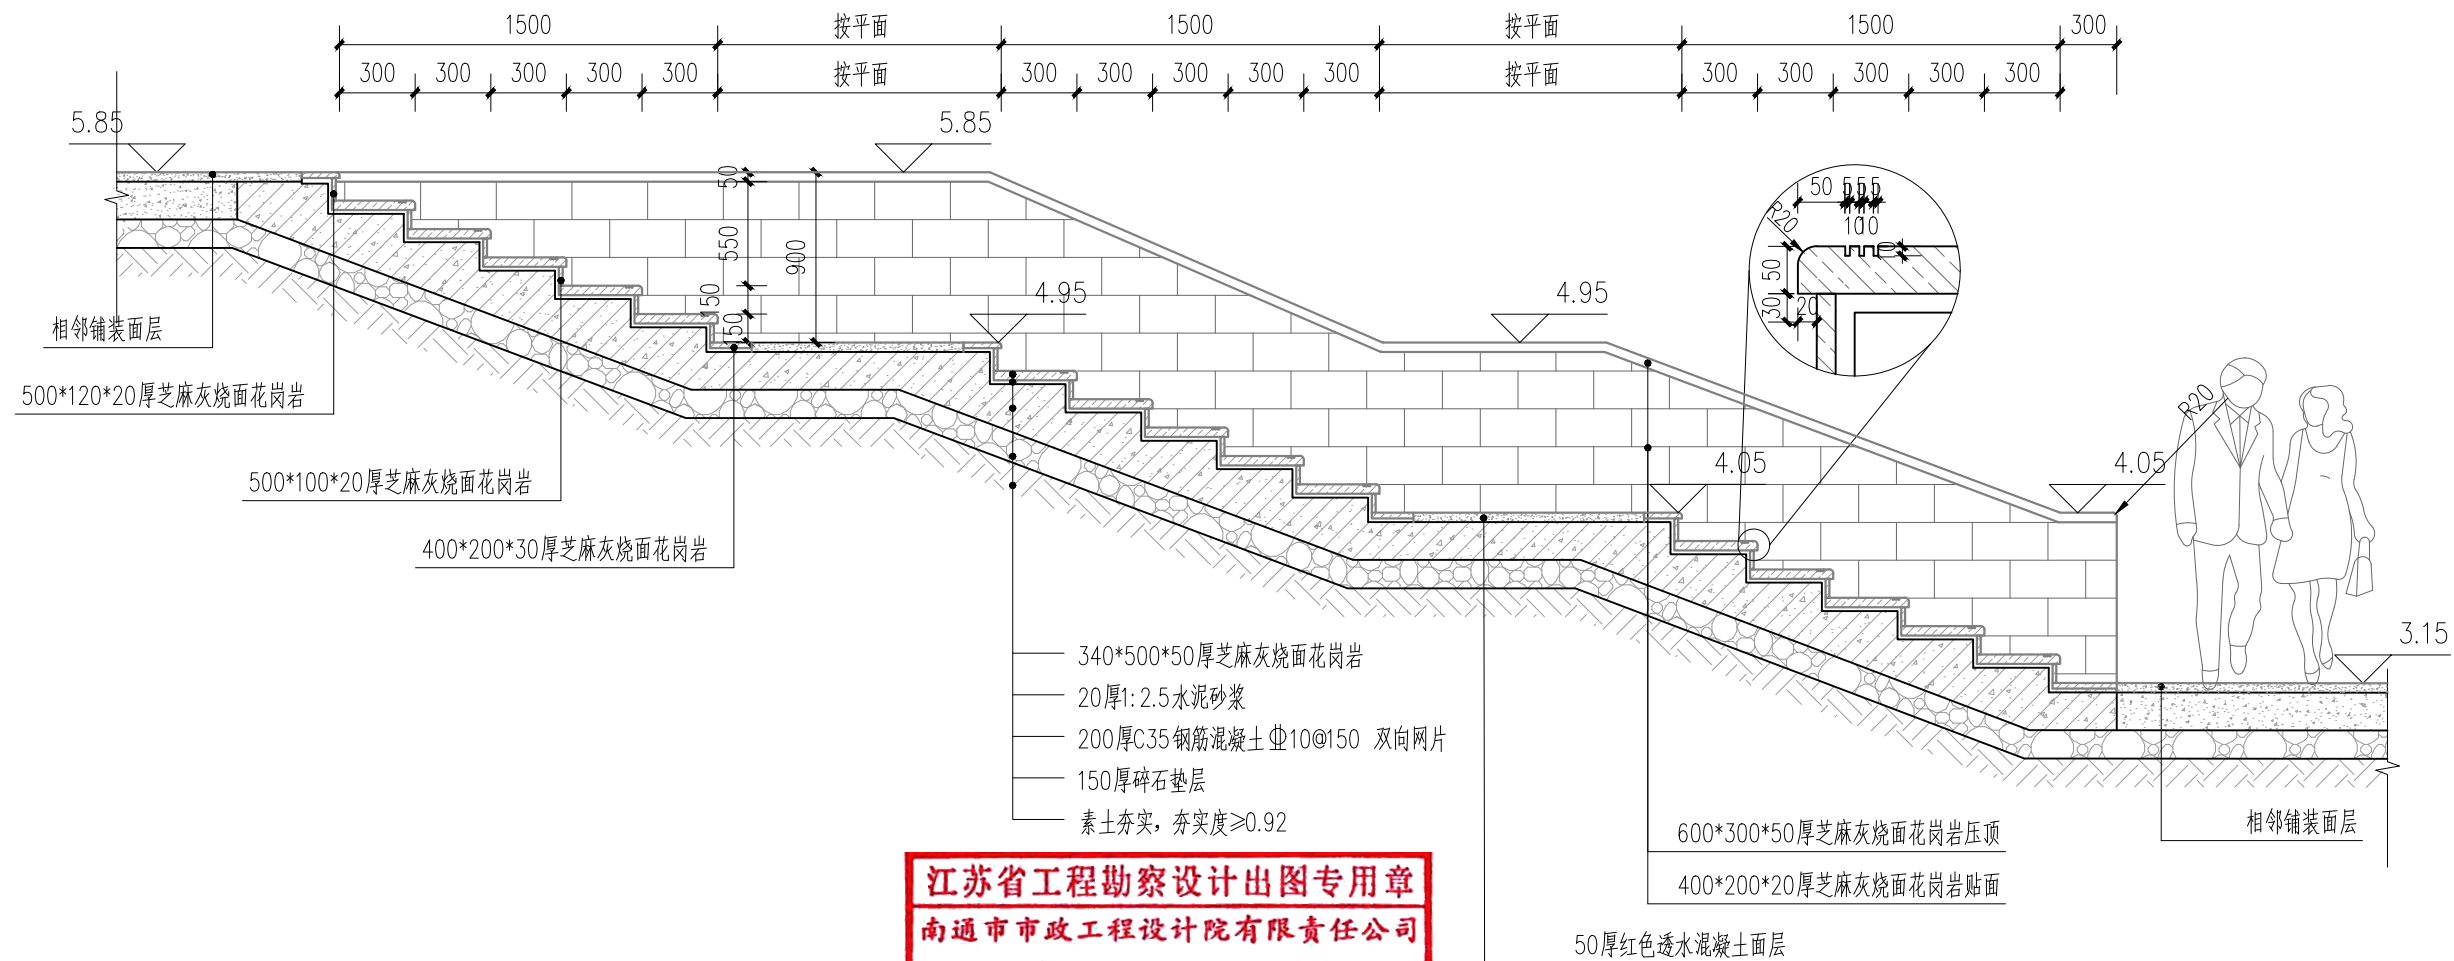 1500 按平面 1500 按平面 1500 300
300 300 300 300 300 按平面 300 300 300 300 300 按平面 300 300 300 300 300
5.85 5.85
50
550
900
150
50
4.95 4.95
50 5 5 5
10 10
R20
10
50
30
20
相邻铺装面层
500*120*20厚芝麻灰烧面花岗岩
500*100*20厚芝麻灰烧面花岗岩
400*200*30厚芝麻灰烧面花岗岩
4.05 4.05
R20
3.15
340*500*50厚芝麻灰烧面花岗岩
20厚1:2.5水泥砂浆
200厚C35钢筋混凝土⏀10@150 双向网片
150厚碎石垫层
素土夯实，夯实度≥0.92
600*300*50厚芝麻灰烧面花岗岩压顶
400*200*20厚芝麻灰烧面花岗岩贴面
相邻铺装面层
50厚红色透水混凝土面层
江苏省工程勘察设计出图专用章
南通市市政工程设计院有限责任公司